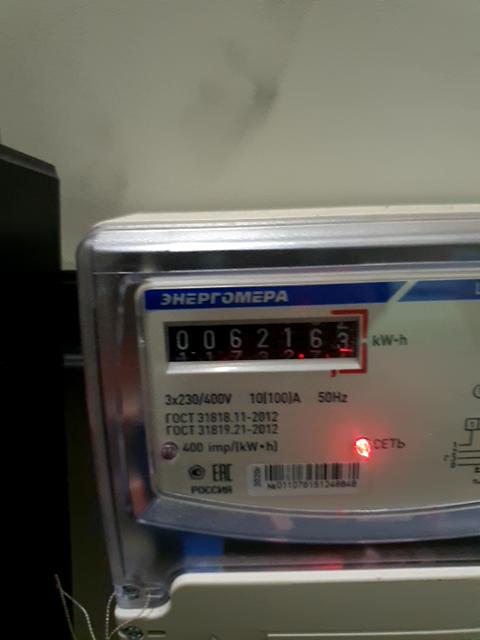 ЭНЕРГОМЕРА
0062163
kW·h
3x230/400V 10(100)A 50Hz
ГОСТ 31818.11-2012
ГОСТ 31819.21-2012
400 imp/(kW·h)
СЕТЬ
ЕАС
РОССИЯ